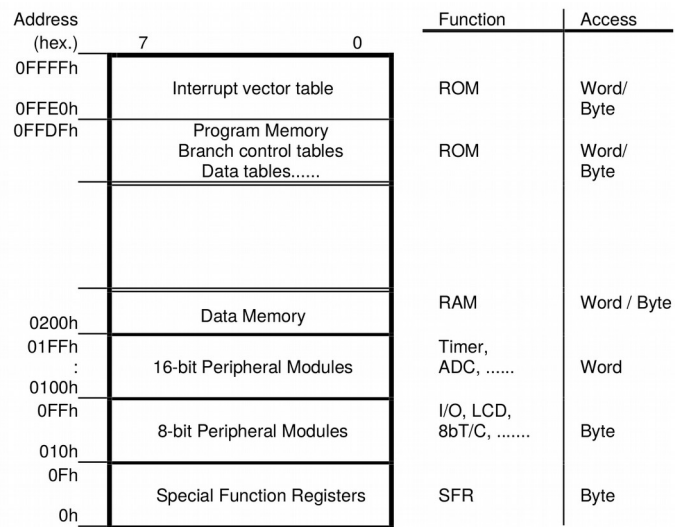 Address Function Access
(hex.) 7 0
0FFFFh
Interrupt vector table ROM Word/
0FFE0h Byte
0FFDFh Program Memory
Branch control tables ROM Word/
Data tables...... Byte
RAM Word / Byte
Data Memory
0200h
01FFh Timer,
: 16-bit Peripheral Modules ADC, ...... Word
0100h
0FFh I/O, LCD,
8-bit Peripheral Modules 8bT/C, ....... Byte
010h
0Fh
Special Function Registers SFR Byte
0h